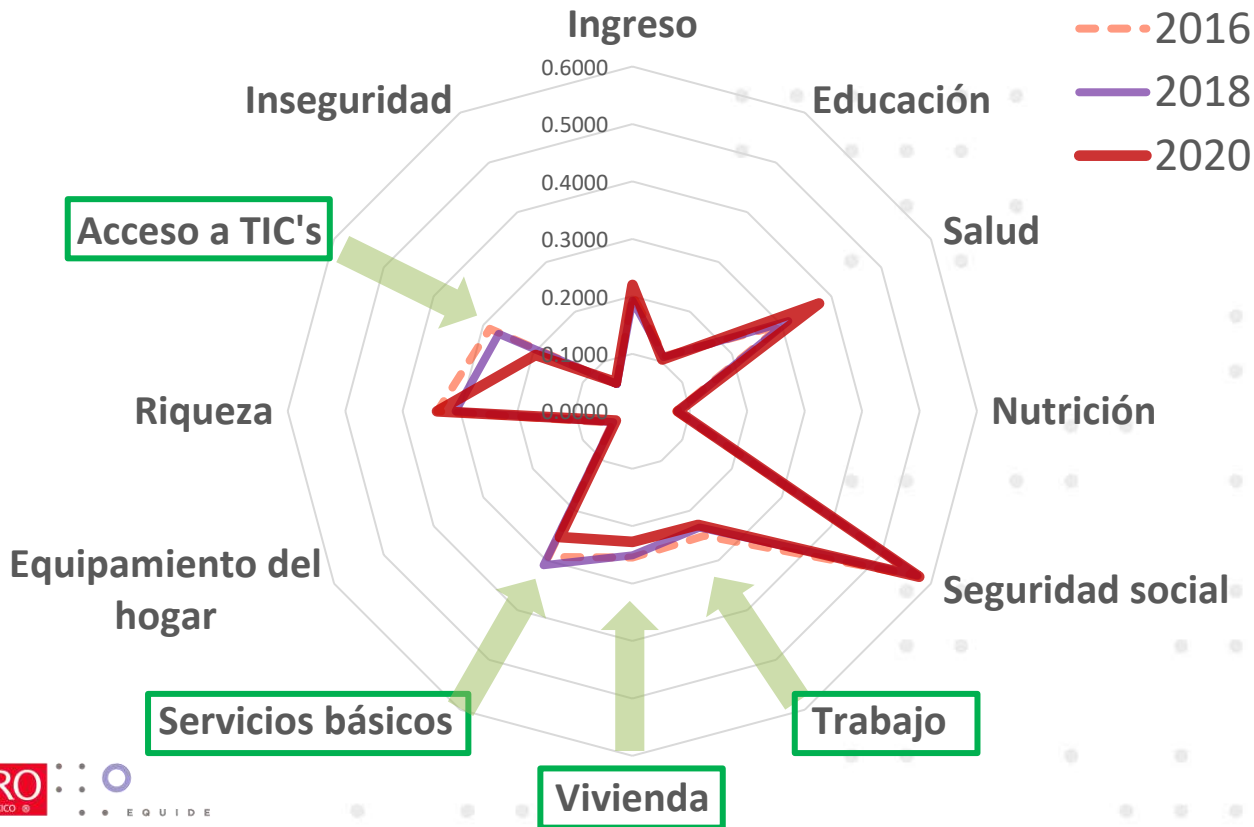 Ingreso
2016
2018
2020
0.6000
0.5000
0.4000
0.3000
0.2000
0.1000
0.0000
Inseguridad
Educación
Acceso a TIC's
Salud
Riqueza
Nutrición
Equipamiento del
hogar
Seguridad social
Servicios básicos
Trabajo
Vivienda
EQUIDE